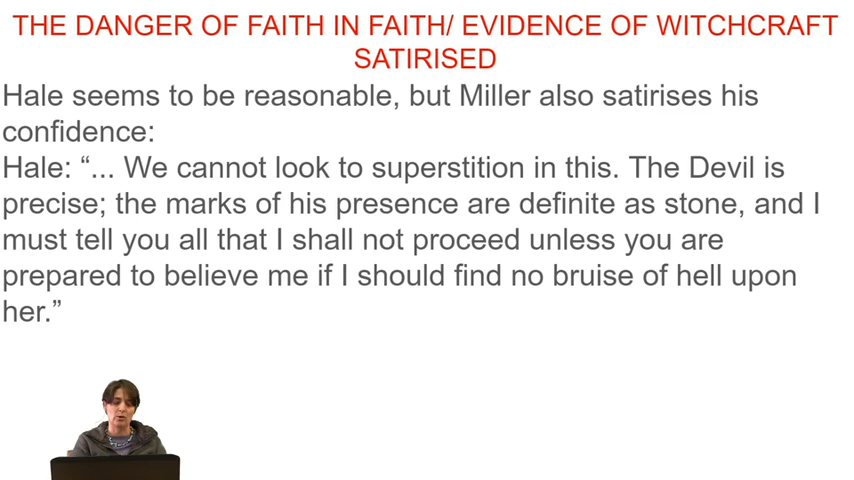 THE DANGER OF FAITH IN FAITH/ EVIDENCE OF WITCHCRAFT
SATIRISED
Hale seems to be reasonable, but Miller also satirises his
confidence:
Hale: “... We cannot look to superstition in this. The Devil is
precise; the marks of his presence are definite as stone, and I
must tell you all that I shall not proceed unless you are
prepared to believe me if I should find no bruise of hell upon
her.”